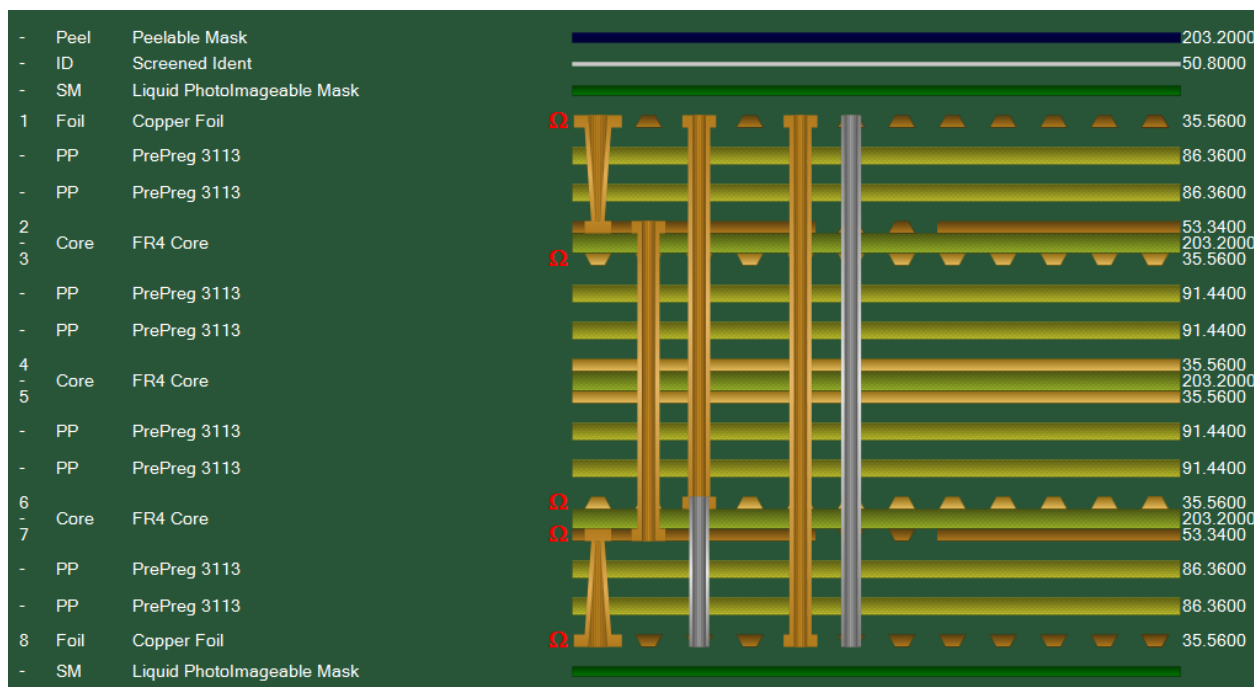 - Peel Peelable Mask 203.2000
- ID Screened Ident 50.8000
- SM Liquid PhotoImageable Mask
1 Foil Copper Foil Ω 35.5600
- PP PrePreg 3113 86.3600
- PP PrePreg 3113 86.3600
2 53.3400
- Core FR4 Core 203.2000
3 Ω 35.5600
- PP PrePreg 3113 91.4400
- PP PrePreg 3113 91.4400
4 35.5600
- Core FR4 Core 203.2000
5 35.5600
- PP PrePreg 3113 91.4400
- PP PrePreg 3113 91.4400
6 Ω 35.5600
- Core FR4 Core 203.2000
7 Ω 53.3400
- PP PrePreg 3113 86.3600
- PP PrePreg 3113 86.3600
8 Foil Copper Foil Ω 35.5600
- SM Liquid PhotoImageable Mask